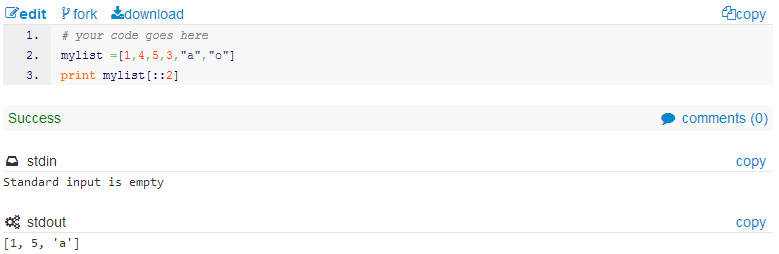 edit fork download copy
1. # your code goes here
2. mylist =[1,4,5,3,"a","o"]
3. print mylist[::2]
Success comments (0)
stdin copy
Standard input is empty
stdout copy
[1, 5, 'a']